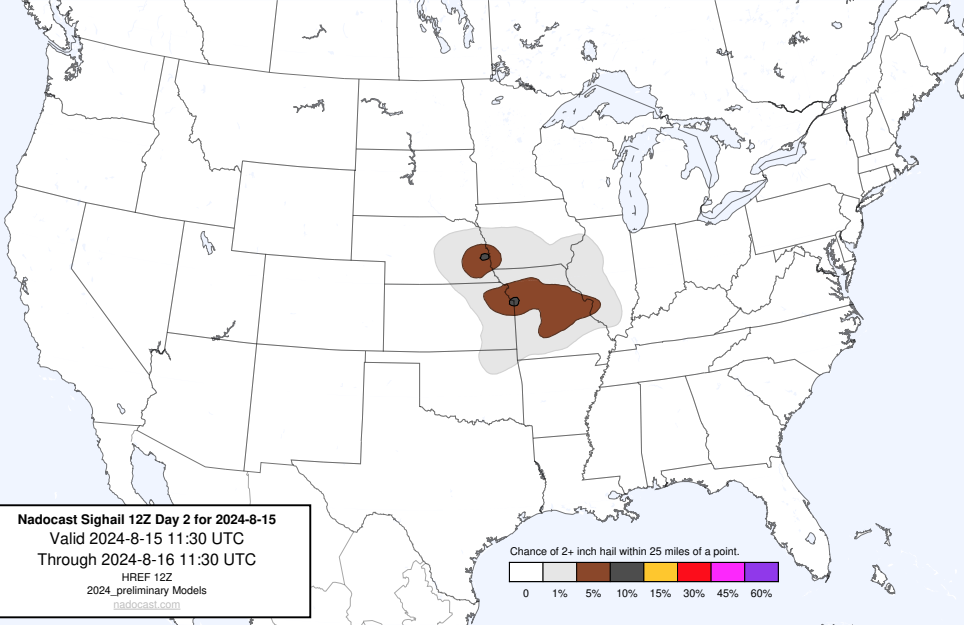 Nadocast Sighail 12Z Day 2 for 2024-8-15
Valid 2024-8-15 11:30 UTC
Through 2024-8-16 11:30 UTC
HREF 12Z
2024_preliminary Models
nadocast.com
Chance of 2+ inch hail within 25 miles of a point.
0 1% 5% 10% 15% 30% 45% 60%